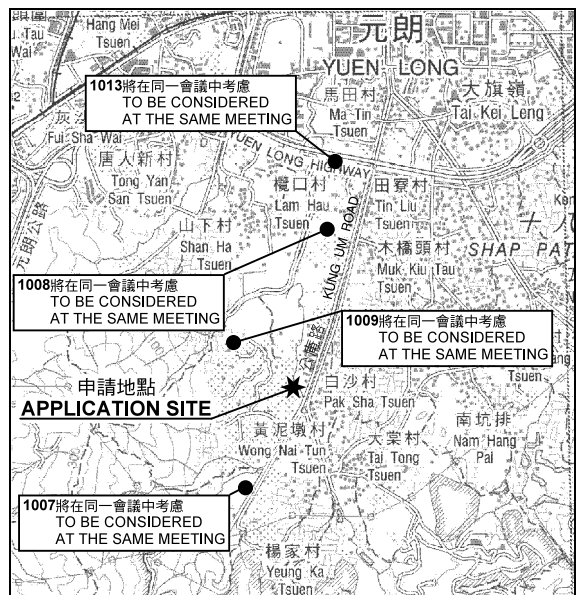 Tau
Wai
Hang Mei
Tsuen
元朗
YUEN LONG
1013將在同一會議中考慮
TO BE CONSIDERED
AT THE SAME MEETING
馬田村
Ma Tin
Tsuen
大旗嶺
Tai Kei Leng
Fui Sha Wai
YUEN LONG HIGHWAY
唐人新村
Tong Yan
San Tsuen
欖口村
Lam Hau
Tsuen
田寮村
Tin Liu
Tsuen
元朗公路
山下村
Shan Ha
Tsuen
KUNG UM ROAD
十八
SHAP PAT
木橋頭村
Muk Kiu Tau
Tsuen
1008將在同一會議中考慮
TO BE CONSIDERED
AT THE SAME MEETING
1009將在同一會議中考慮
TO BE CONSIDERED
AT THE SAME MEETING
公庵路
Tsuen
申請地點
APPLICATION SITE
白沙村
Pak Sha Tsuen
黃泥墩村
Wong Nai Tun
Tsuen
大棠村
Tai Tong
Tsuen
南坑排
Nam Hang
Pai
1007將在同一會議中考慮
TO BE CONSIDERED
AT THE SAME MEETING
楊家村
Yeung Ka
Tsuen